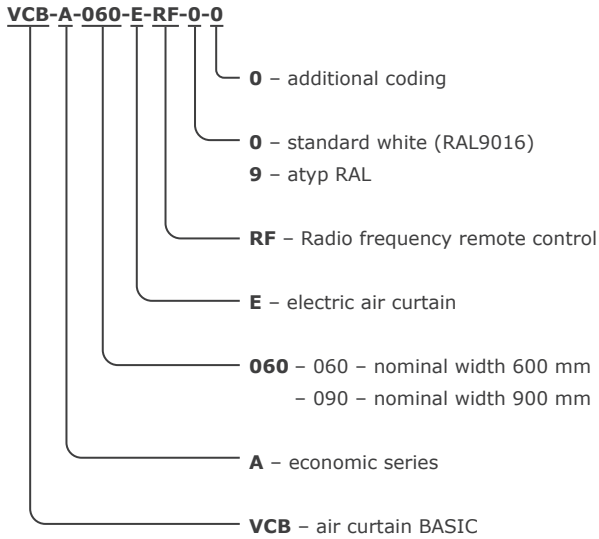 VCB-A-060-E-RF-0-0
0 – additional coding
0 – standard white (RAL9016)
9 – atyp RAL
RF – Radio frequency remote control
E – electric air curtain
060 – 060 – nominal width 600 mm
– 090 – nominal width 900 mm
A – economic series
VCB – air curtain BASIC